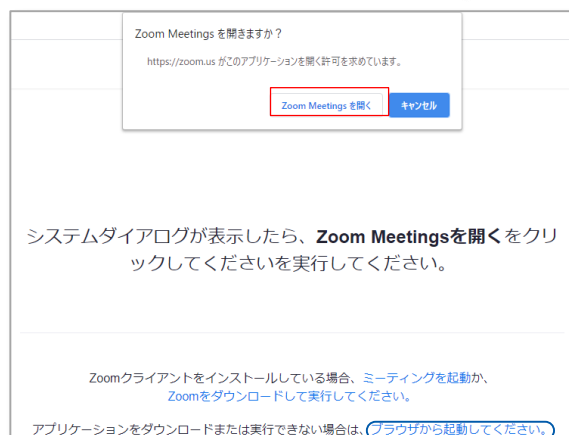 Zoom Meetings を開きますか？
https://zoom.us がこのアプリケーションを開く許可を求めています。
Zoom Meetings を開く キャンセル
システムダイアログが表示したら、Zoom Meetingsを開くをクリ
ックしてくださいを実行してください。
Zoomクライアントをインストールしている場合、ミーティングを起動か、
Zoomをダウンロードして実行してください。
アプリケーションをダウンロードまたは実行できない場合は、ブラウザから起動してください。